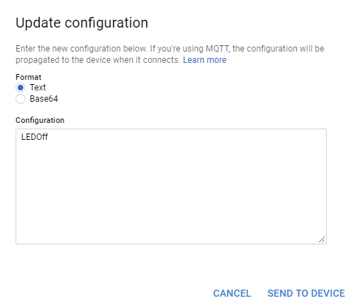 Update configuration
Enter the new configuration below. If you're using MQTT, the configuration will be
propagated to the device when it connects. Learn more
Format
Text
Base64
Configuration
LEDOff
CANCEL SEND TO DEVICE